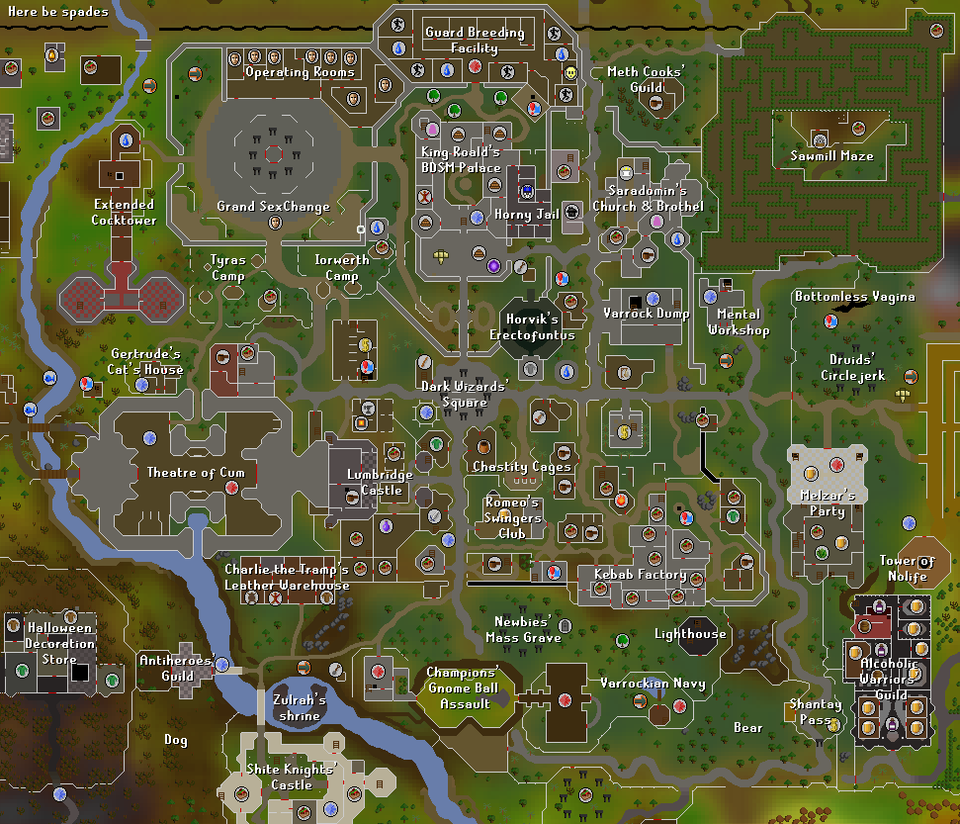 Here be spades
Guard Breeding
Facility
Operating Rooms
Meth Cooks'
Guild
King Roald's
BDSM Palace
Sawmill Maze
Extended
Cocktower
Grand SexChange
Horny Jail
Saradomin's
Church & Brothel
Tyras
Camp
Iorwerth
Camp
Bottomless Vagina
Horvik's
Erectofuntus
Varrock Dump
Mental
Workshop
Gertrude's
Cat's House
Druids'
Circlejerk
Dark Wizards'
Square
Theatre of Cum
Lumbridge
Castle
Chastity Cages
Romeo's
Swingers
Club
Melzar's
Party
Charlie the Tramp's
Leather Warehouse
Kebab Factory
Tower of
Nolife
Halloween
Decoration
Store
Newbies'
Mass Grave
Lighthouse
Antiheroes'
Guild
Champions'
Gnome Ball
Assault
Varrockian Navy
Alcoholic
Warriors'
Guild
Zulrah's
shrine
Shantay
Pass
Bear
Dog
Shite Knights'
Castle